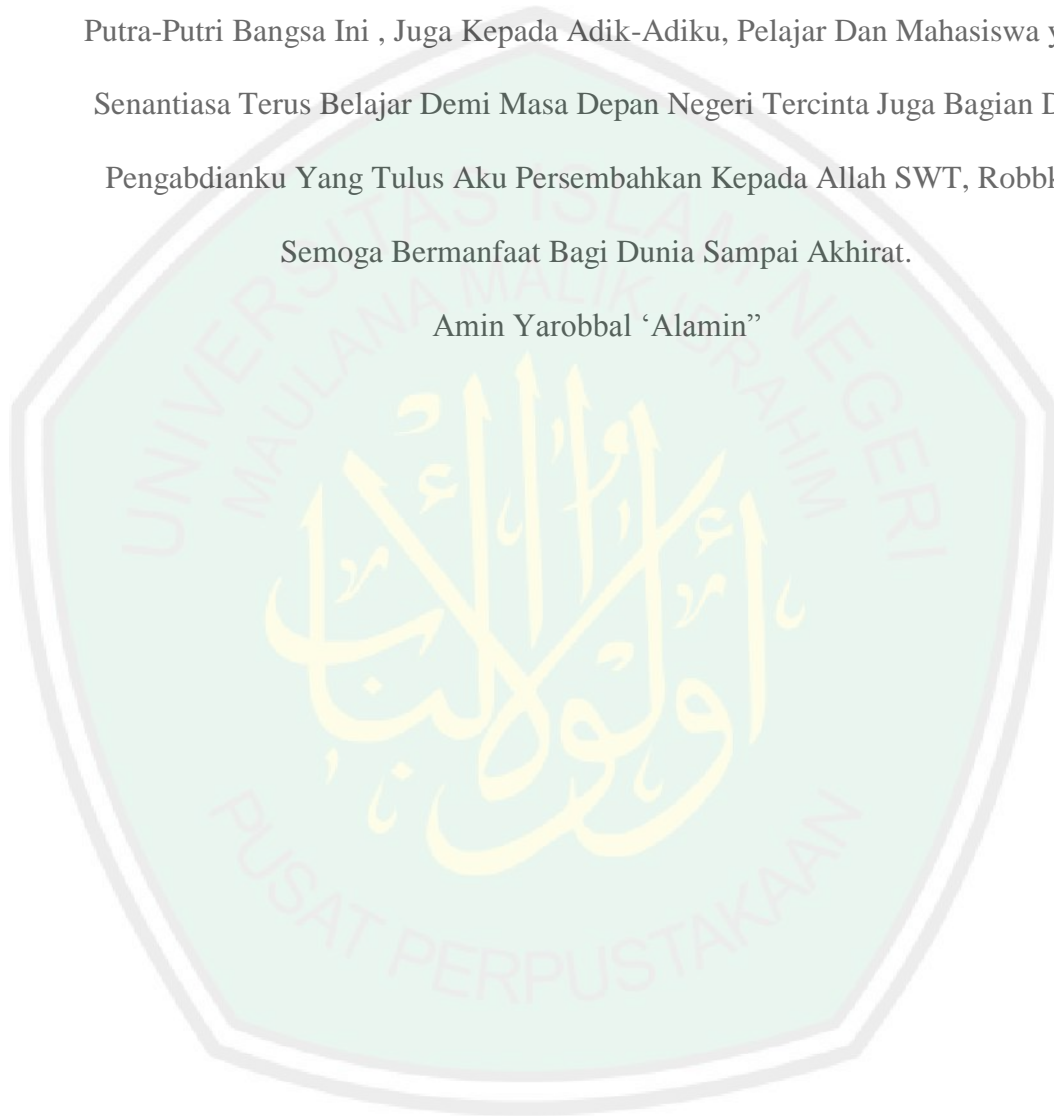 Putra-Putri Bangsa Ini , Juga Kepada Adik-Adiku, Pelajar Dan Mahasiswa
Senantiasa Terus Belajar Demi Masa Depan Negeri Tercinta Juga Bagian
Pengabdianku Yang Tulus Aku Persembahkan Kepada Allah SWT,
Semoga Bermanfaat Bagi Dunia Sampai Akhirat.
Amin Yarobbal ‘Alamin”
UNIVERSITAS ISLAM NEGERI
MAULANA MALIK IBRAHIM
أولوا الألباب
PUSAT PERPUSTAKAAN